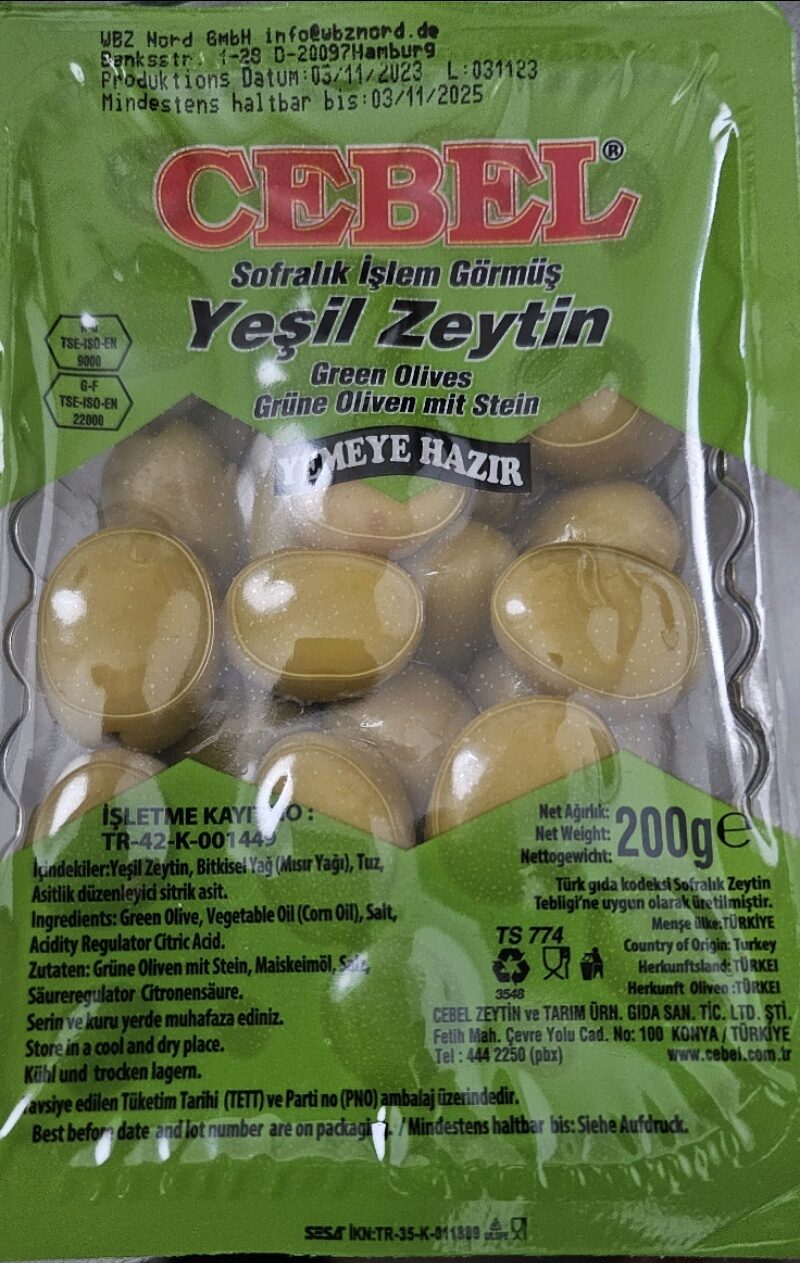 WBZ Nord GmbH info@wbznord.de
Banksstr. 1-28 D-20097Hamburg
Produktions Datum:03/11/2023 L:031123
Mindestens haltbar bis:03/11/2025
CEBEL®
Sofralık İşlem Görmüş
Yeşil Zeytin
Green Olives
Grüne Oliven mit Stein
TSE-ISO-EN
9000
G-F
TSE-ISO-EN
22000
YEMEYE HAZIR
İŞLETME KAYIT NO :
TR-42-K-001449
İçindekiler:Yeşil Zeytin, Bitkisel Yağ (Mısır Yağı), Tuz,
Asitlik düzenleyici sitrik asit.
Ingredients: Green Olive, Vegetable Oil (Corn Oil), Salt,
Acidity Regulator Citric Acid.
Zutaten: Grüne Oliven mit Stein, Maiskeimöl, Salz,
Säureregulator Citronensäure.
Serin ve kuru yerde muhafaza ediniz.
Store in a cool and dry place.
Kühl und trocken lagern.
Net Ağırlık:
Net Weight:
Nettogewicht:
200g e
Türk gıda kodeksi Sofralık Zeytin
Tebliği'ne uygun olarak üretilmiştir.
Menşe ülke:TÜRKİYE
Country of Origin: Turkey
Herkunftsland: TÜRKEI
Herkunft Oliven :TÜRKEI
TS 774
3548
CEBEL ZEYTİN ve TARIM ÜRH. GIDA SAN. TİC. LTD. ŞTİ.
Fetih Mah. Çevre Yolu Cad. No: 100 KONYA / TÜRKİYE
Tel : 444 2250 (pbx) www.cebel.com.tr
Tavsiye edilen Tüketim Tarihi (TETT) ve Parti no (PNO) ambalaj üzerindedir.
Best before date and lot number are on packaging. / Mindestens haltbar bis: Siehe Aufdruck.
SESA İKN:TR-35-K-011889